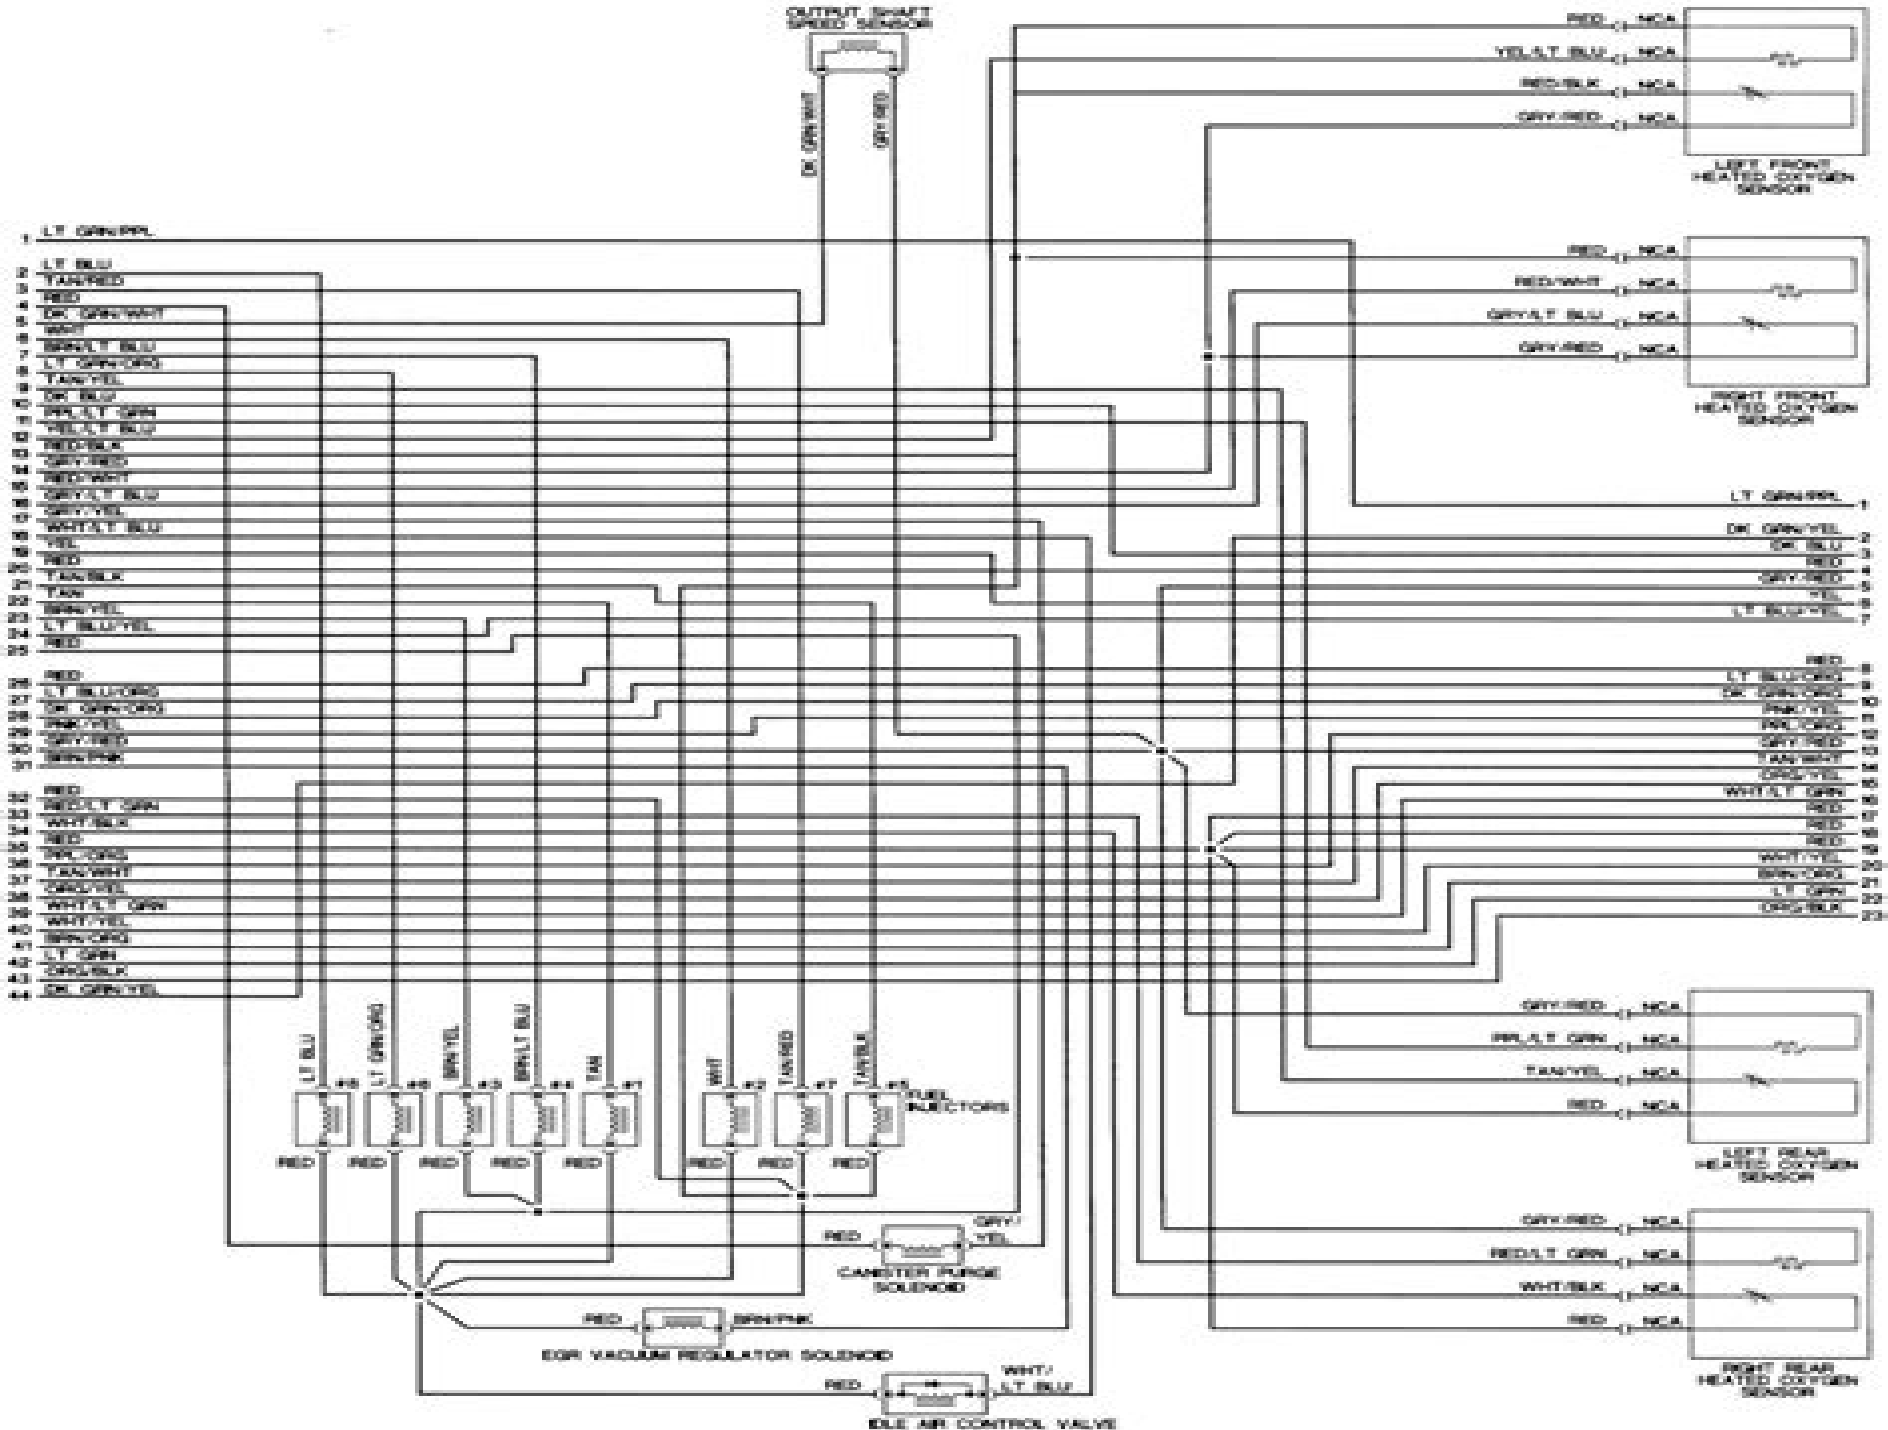 OUTPUT SHAFT
SPEED SENSOR
DK GRN/WHT
GRY/RED
RED NCA
YEL/LT BLU NCA
RED/BLK NCA
GRY/RED NCA
LEFT FRONT
HEATED OXYGEN
SENSOR
RED NCA
RED/WHT NCA
GRY/LT BLU NCA
GRY/RED NCA
RIGHT FRONT
HEATED OXYGEN
SENSOR
1 LT GRN/PPL
2 LT BLU
3 TAN/RED
4 RED
5 DK GRN/WHT
6 WHT
7 BRN/LT BLU
8 LT GRN/ORG
9 TAN/YEL
10 DK BLU
11 PPL/LT GRN
12 YEL/LT BLU
13 RED/BLK
14 GRY/RED
15 RED/WHT
16 GRY/LT BLU
17 GRY/YEL
18 WHT/LT BLU
19 YEL
20 RED
21 TAN/BLK
22 TAN
23 BRN/YEL
24 LT BLU/YEL
25 RED
26 RED
27 LT BLU/ORG
28 DK GRN/ORG
29 PNK/YEL
30 GRY/RED
31 BRN/PNK
32 RED
33 RED/LT GRN
34 WHT/BLK
35 RED
36 PPL/ORG
37 TAN/WHT
38 ORG/YEL
39 WHT/LT GRN
40 WHT/YEL
41 BRN/ORG
42 LT GRN
43 ORG/BLK
44 DK GRN/YEL
LT GRN/PPL 1
DK GRN/YEL 2
DK BLU 3
RED 4
GRY/RED 5
YEL 6
LT BLU/YEL 7
RED 8
LT BLU/ORG 9
DK GRN/ORG 10
PNK/YEL 11
PPL/ORG 12
GRY/RED 13
TAN/WHT 14
ORG/YEL 15
WHT/LT GRN 16
RED 17
RED 18
RED 19
WHT/YEL 20
BRN/ORG 21
LT GRN 22
ORG/BLK 23
LT BLU
LT GRN/ORG
BRN/YEL
BRN/LT BLU
TAN
WHT
TAN/RED
TAN/BLK
#4 #1 #2 #7
FUEL
INJECTORS
RED RED RED RED RED RED RED RED
GRY/RED NCA
PPL/LT GRN NCA
TAN/YEL NCA
RED NCA
LEFT REAR
HEATED OXYGEN
SENSOR
GRY/RED NCA
RED/LT GRN NCA
WHT/BLK NCA
RED NCA
RIGHT REAR
HEATED OXYGEN
SENSOR
RED GRY/
YEL
CANISTER PURGE
SOLENOID
RED BRN/PNK
EGR VACUUM REGULATOR SOLENOID
RED WHT/
LT BLU
IDLE AIR CONTROL VALVE